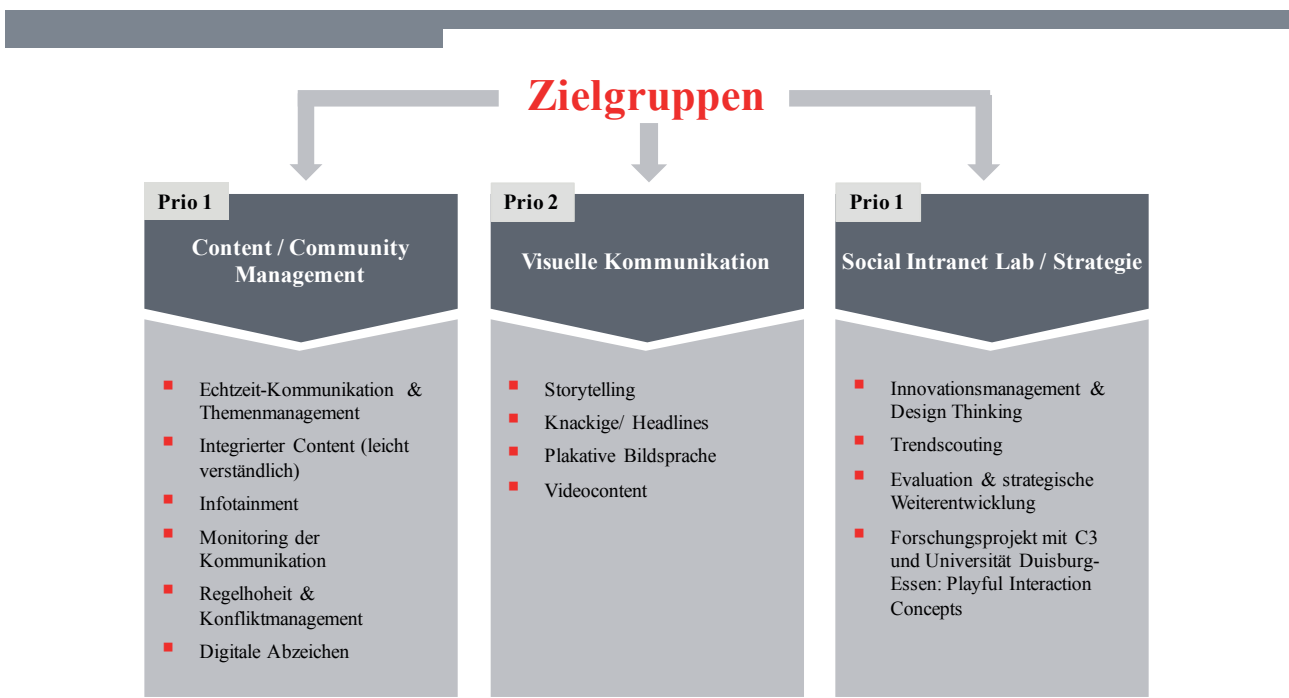 Zielgruppen
Prio 1
Content / Community
Management
Echtzeit-Kommunikation &
Themenmanagement
Integrierter Content (leicht
verständlich)
Infotainment
Monitoring der
Kommunikation
Regelhoheit &
Konfliktmanagement
Digitale Abzeichen
Prio 2
Visuelle Kommunikation
Storytelling
Knackige/ Headlines
Plakative Bildsprache
Videocontent
Prio 1
Social Intranet Lab / Strategie
Innovationsmanagement &
Design Thinking
Trendscouting
Evaluation & strategische
Weiterentwicklung
Forschungsprojekt mit C3
und Universität Duisburg-
Essen: Playful Interaction
Concepts